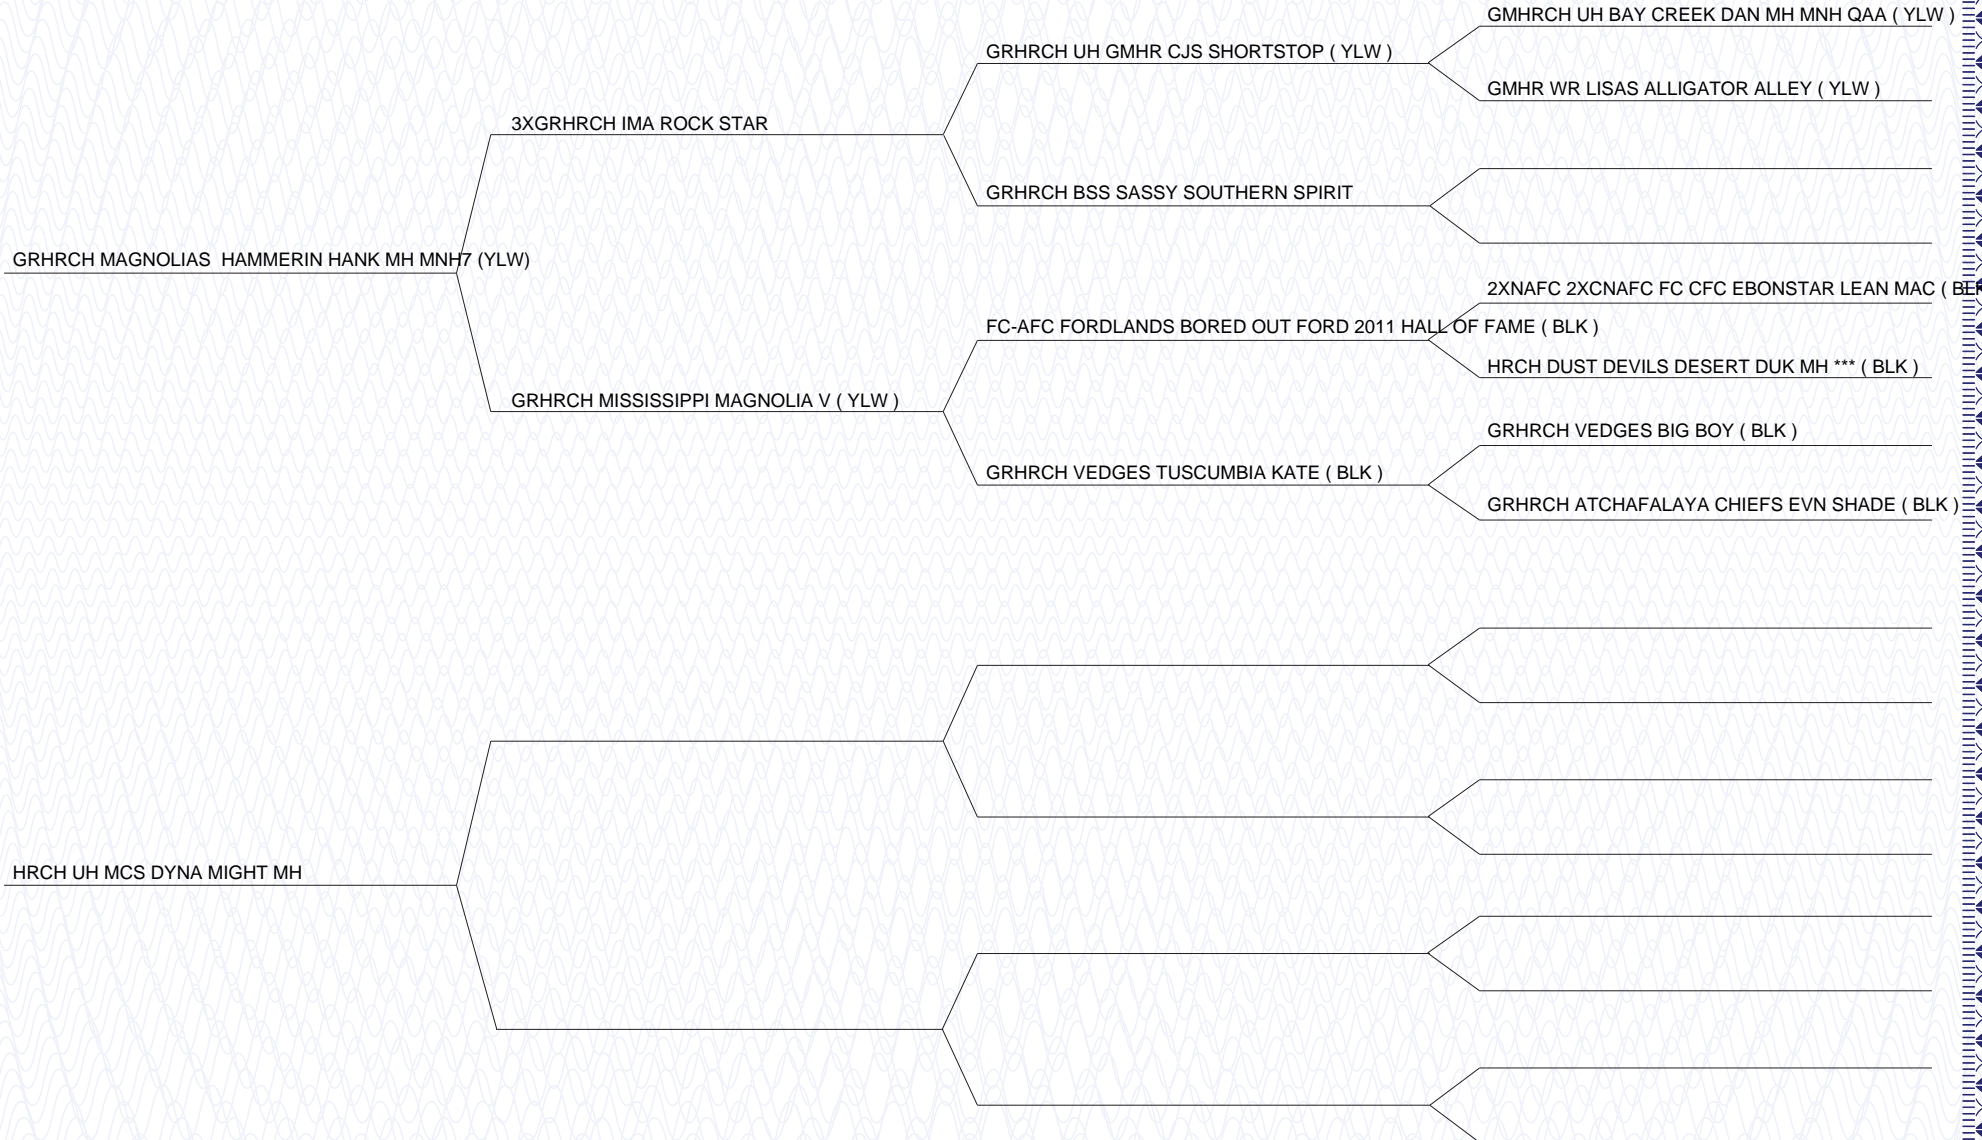 GMHRCH UH BAY CREEK DAN MH MNH QAA ( YLW )
GRHRCH UH GMHR CJS SHORTSTOP ( YLW )
GMHR WR LISAS ALLIGATOR ALLEY ( YLW )
3XGRHRCH IMA ROCK STAR
GRHRCH BSS SASSY SOUTHERN SPIRIT
GRHRCH MAGNOLIAS  HAMMERIN HANK MH MNH7 (YLW)
2XNAFC 2XCNAFC FC CFC EBONSTAR LEAN MAC ( BLK
FC-AFC FORDLANDS BORED OUT FORD 2011 HALL OF FAME ( BLK )
HRCH DUST DEVILS DESERT DUK MH *** ( BLK )
GRHRCH MISSISSIPPI MAGNOLIA V ( YLW )
GRHRCH VEDGES BIG BOY ( BLK )
GRHRCH VEDGES TUSCUMBIA KATE ( BLK )
GRHRCH ATCHAFALAYA CHIEFS EVN SHADE ( BLK )
HRCH UH MCS DYNA MIGHT MH